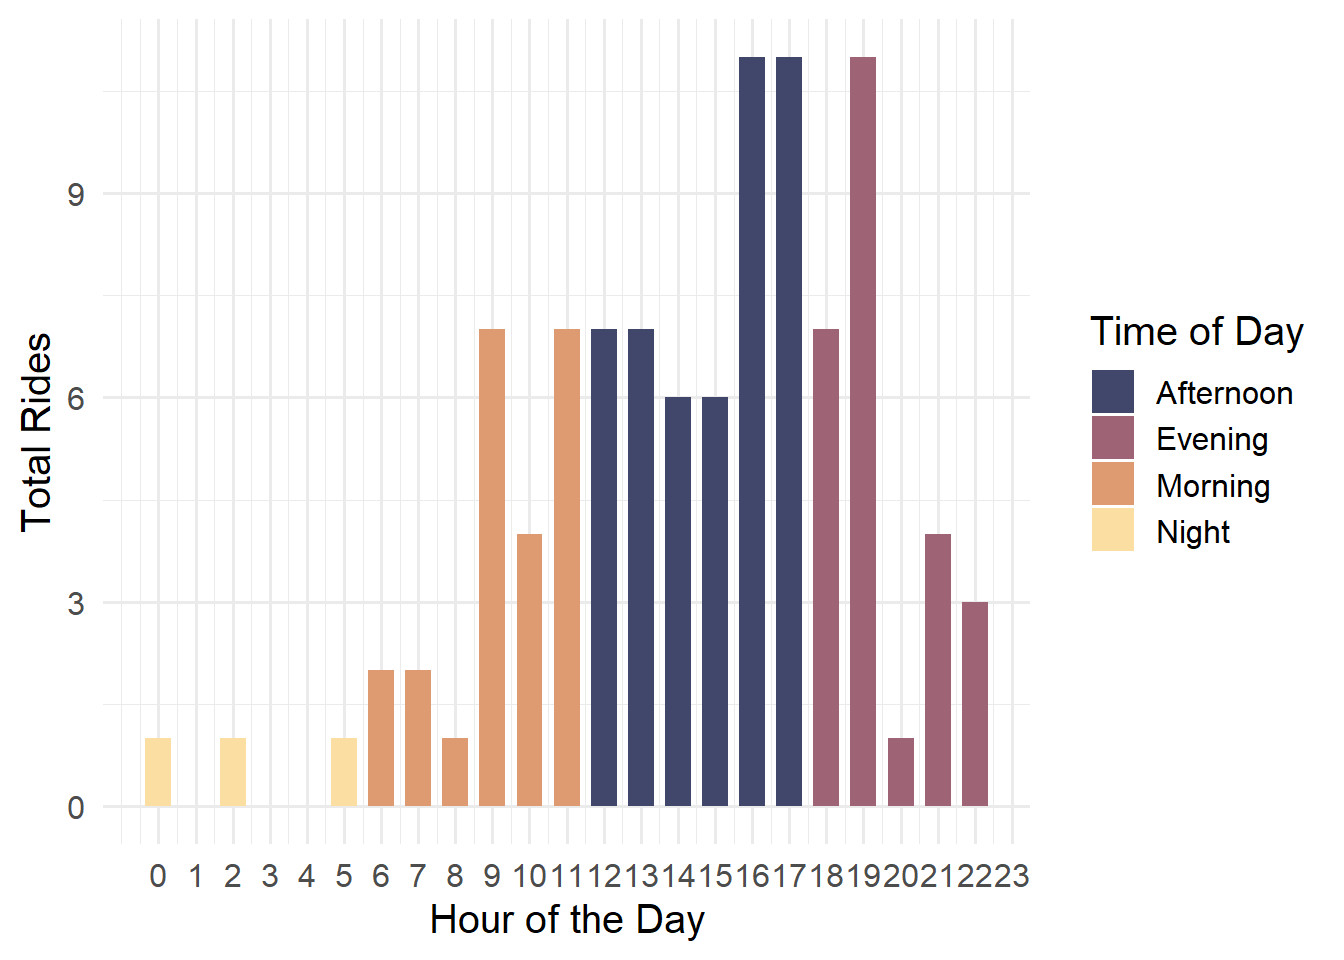 9
6
3
0
Total Rides
0 1 2 3 4 5 6 7 8 9 10 11 12 13 14 15 16 17 18 19 20 21 22 23
Hour of the Day
Time of Day
Afternoon
Evening
Morning
Night